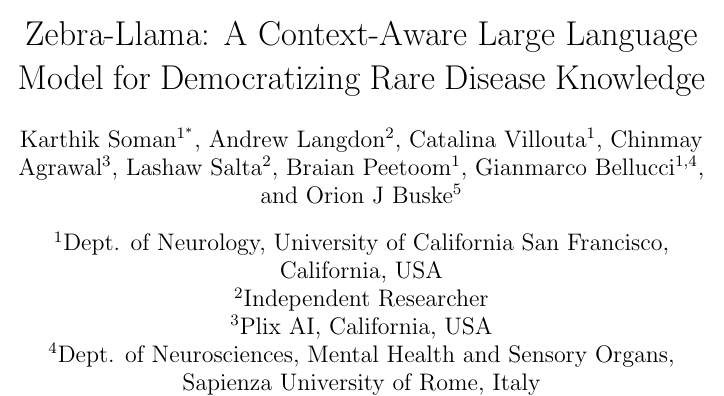 Zebra-Llama: A Context-Aware Large Language
Model for Democratizing Rare Disease Knowledge
Karthik Soman¹*, Andrew Langdon², Catalina Villouta¹, Chinmay
Agrawal³, Lashaw Salta², Braian Peetoom¹, Gianmarco Bellucci¹,⁴,
and Orion J Buske⁵
¹Dept. of Neurology, University of California San Francisco,
California, USA
²Independent Researcher
³Plix AI, California, USA
⁴Dept. of Neurosciences, Mental Health and Sensory Organs,
Sapienza University of Rome, Italy